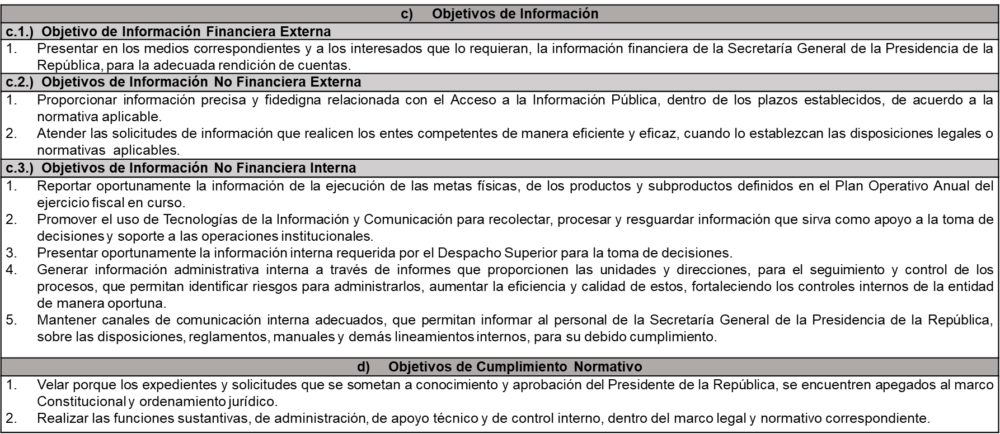 c) Objetivos de Información
c.1.) Objetivo de Información Financiera Externa
1. Presentar en los medios correspondientes y a los interesados que lo requieran, la información financiera de la Secretaría General de la Presidencia de la
República, para la adecuada rendición de cuentas.
c.2.) Objetivos de Información No Financiera Externa
1. Proporcionar información precisa y fidedigna relacionada con el Acceso a la Información Pública, dentro de los plazos establecidos, de acuerdo a la
normativa aplicable.
2. Atender las solicitudes de información que realicen los entes competentes de manera eficiente y eficaz, cuando lo establezcan las disposiciones legales o
normativas aplicables.
c.3.) Objetivos de Información No Financiera Interna
1. Reportar oportunamente la información de la ejecución de las metas físicas, de los productos y subproductos definidos en el Plan Operativo Anual del
ejercicio fiscal en curso.
2. Promover el uso de Tecnologías de la Información y Comunicación para recolectar, procesar y resguardar información que sirva como apoyo a la toma de
decisiones y soporte a las operaciones institucionales.
3. Presentar oportunamente la información interna requerida por el Despacho Superior para la toma de decisiones.
4. Generar información administrativa interna a través de informes que proporcionen las unidades y direcciones, para el seguimiento y control de los
procesos, que permitan identificar riesgos para administrarlos, aumentar la eficiencia y calidad de estos, fortaleciendo los controles internos de la entidad
de manera oportuna.
5. Mantener canales de comunicación interna adecuados, que permitan informar al personal de la Secretaría General de la Presidencia de la República,
sobre las disposiciones, reglamentos, manuales y demás lineamientos internos, para su debido cumplimiento.
d) Objetivos de Cumplimiento Normativo
1. Velar porque los expedientes y solicitudes que se sometan a conocimiento y aprobación del Presidente de la República, se encuentren apegados al marco
Constitucional y ordenamiento jurídico.
2. Realizar las funciones sustantivas, de administración, de apoyo técnico y de control interno, dentro del marco legal y normativo correspondiente.